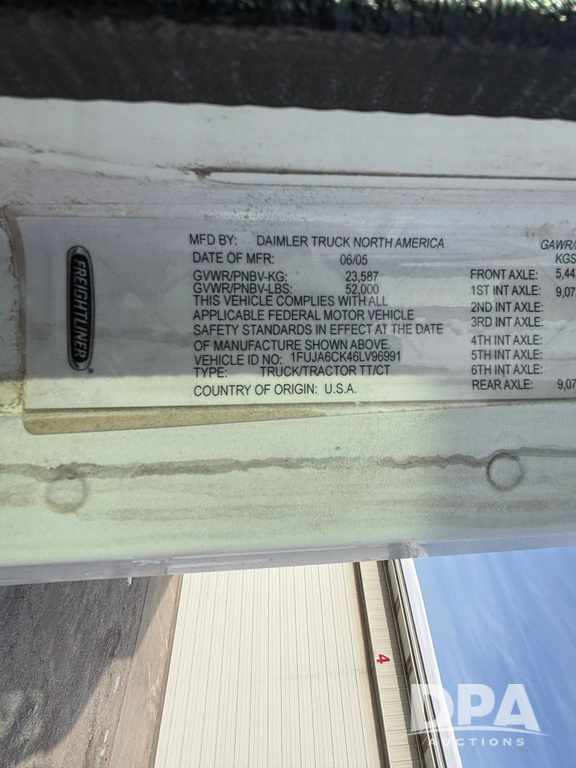 FREIGHTLINER
MFD BY: DAIMLER TRUCK NORTH AMERICA
DATE OF MFR: 06/05
GVWR/PNBV-KG: 23,587
GVWR/PNBV-LBS: 52,000
THIS VEHICLE COMPLIES WITH ALL
APPLICABLE FEDERAL MOTOR VEHICLE
SAFETY STANDARDS IN EFFECT AT THE DATE
OF MANUFACTURE SHOWN ABOVE.
VEHICLE ID NO: 1FUJA6CK46LV96991
TYPE: TRUCK/TRACTOR TT/CT
COUNTRY OF ORIGIN: U.S.A.
GAWR/
KGS
FRONT AXLE: 5,44
1ST INT AXLE: 9,07
2ND INT AXLE:
3RD INT AXLE:
4TH INT AXLE:
5TH INT AXLE:
6TH INT AXLE:
REAR AXLE: 9,07
4
DPA
AUCTIONS